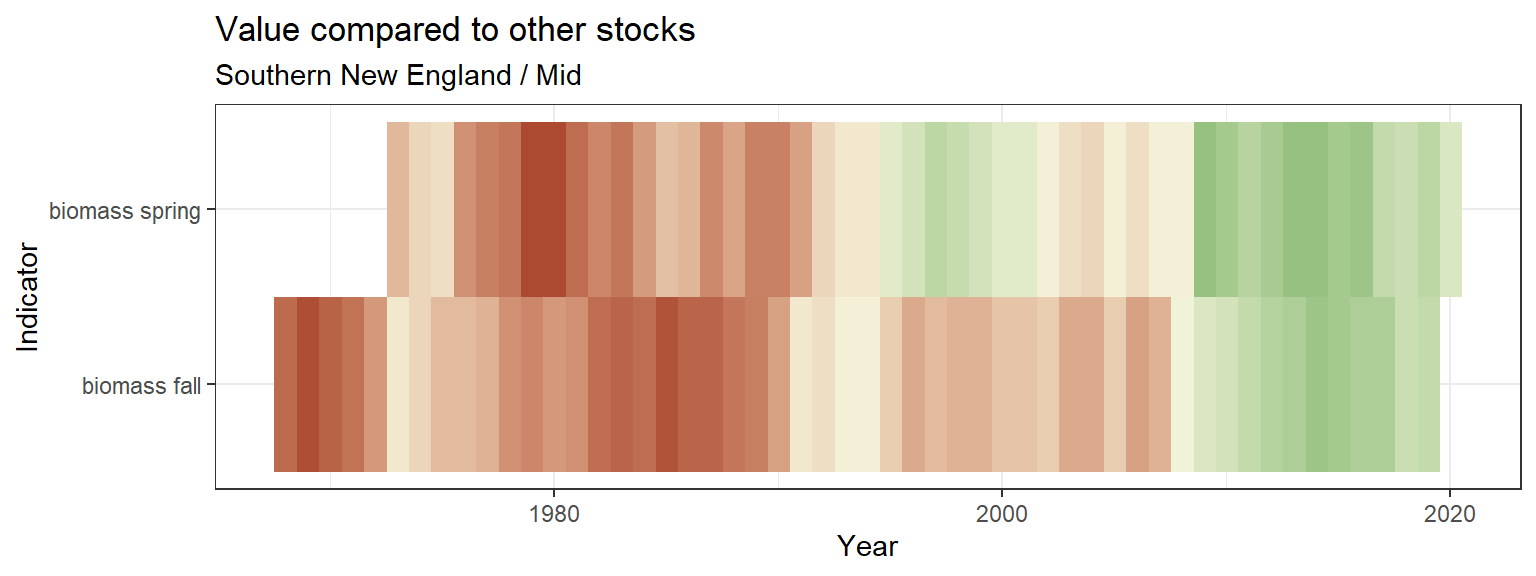 Value compared to other stocks
Southern New England / Mid
Indicator
biomass spring
biomass fall
1980
2000
2020
Year